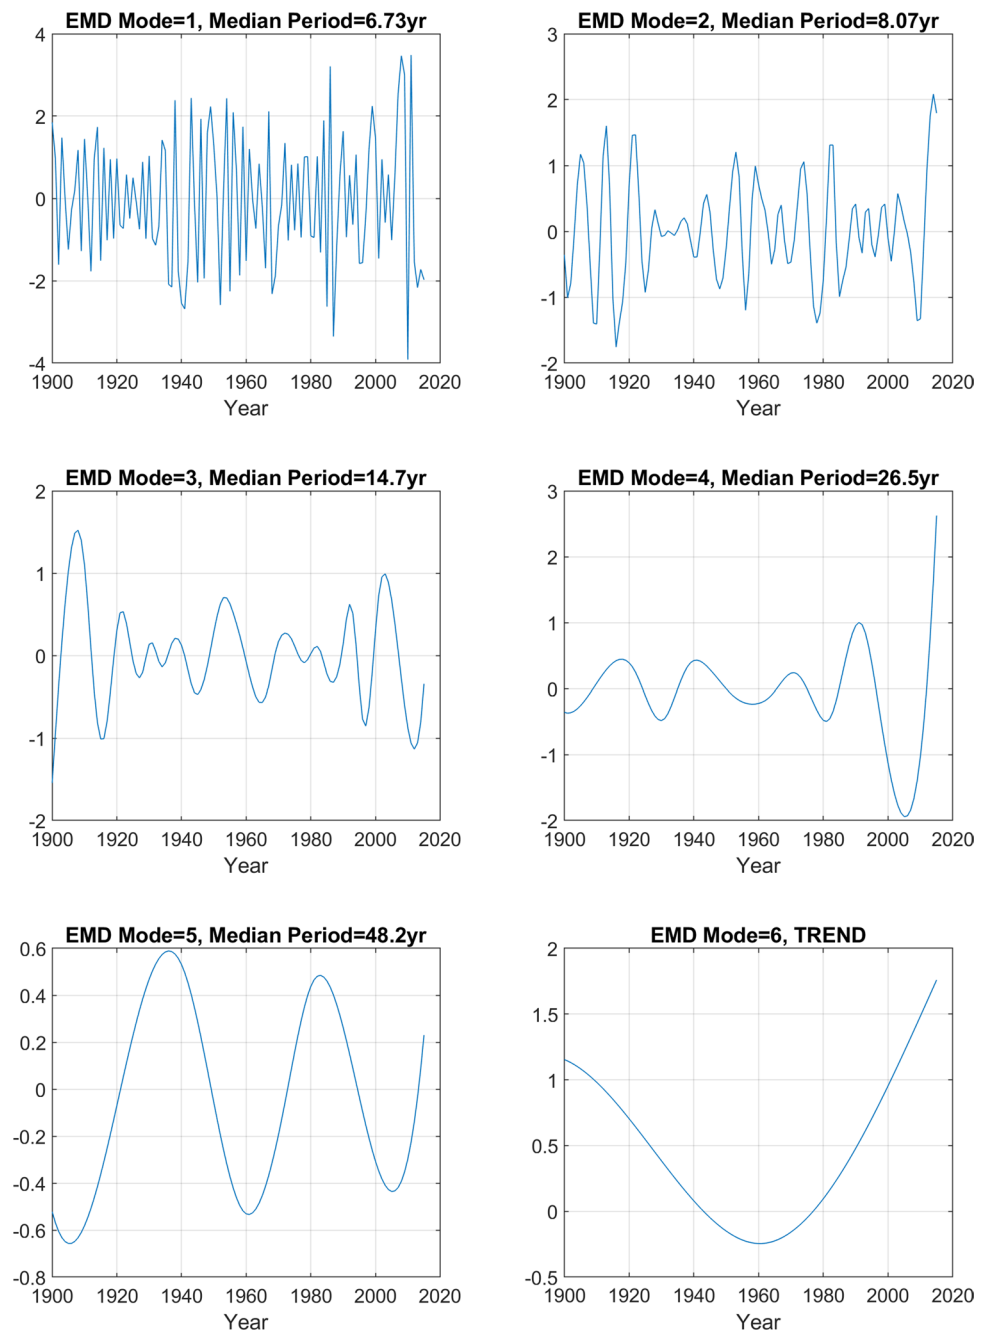 EMD Mode=1, Median Period=6.73yr
4
2
0
-2
-4
1900 1920 1940 1960 1980 2000 2020
Year
EMD Mode=2, Median Period=8.07yr
3
2
1
0
-1
-2
1900 1920 1940 1960 1980 2000 2020
Year
EMD Mode=3, Median Period=14.7yr
2
1
0
-1
-2
1900 1920 1940 1960 1980 2000 2020
Year
EMD Mode=4, Median Period=26.5yr
3
2
1
0
-1
-2
1900 1920 1940 1960 1980 2000 2020
Year
EMD Mode=5, Median Period=48.2yr
0.6
0.4
0.2
0
-0.2
-0.4
-0.6
-0.8
1900 1920 1940 1960 1980 2000 2020
Year
EMD Mode=6, TREND
2
1.5
1
0.5
0
-0.5
1900 1920 1940 1960 1980 2000 2020
Year